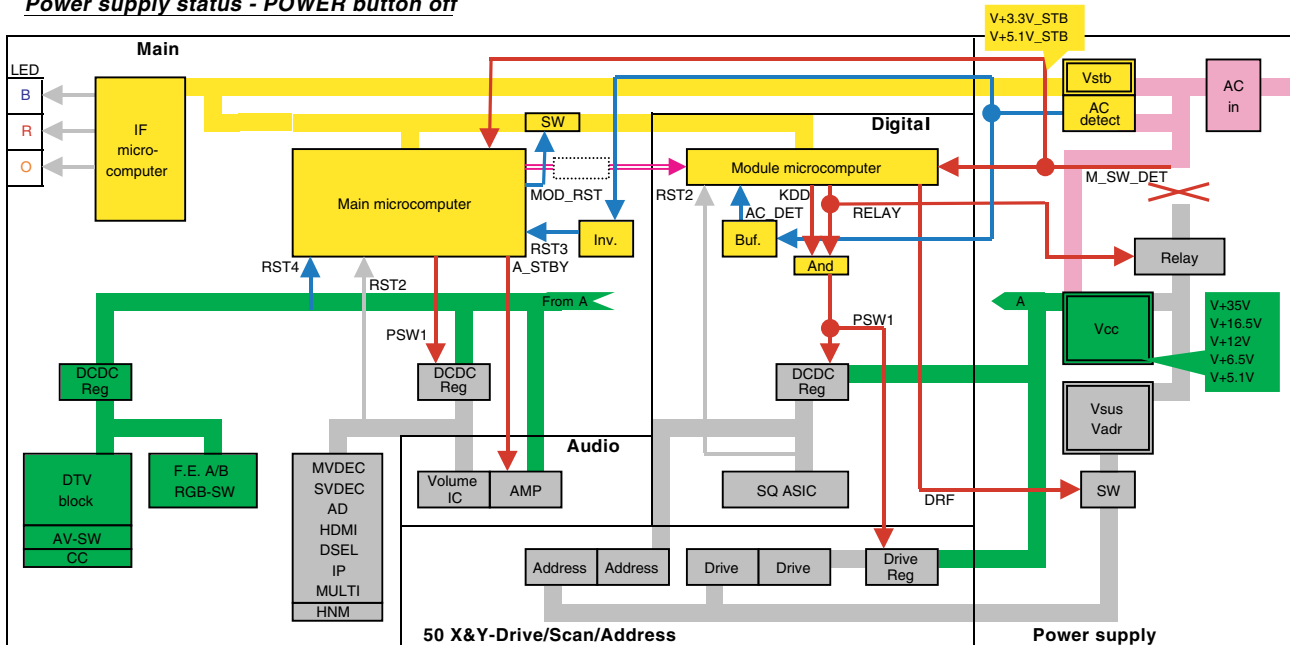 Power supply status - POWER button off
V+3.3V_STB
V+5.1V_STB
Main
LED
B
R
O
IF
micro-
computer
SW
Digital
Vstb
AC
detect
AC
in
Main microcomputer
MOD_RST
Module microcomputer
M_SW_DET
RST2
KDD
AC_DET
RELAY
RST3
Inv.
Buf.
And
A_STBY
RST4
RST2
Relay
From A
A
Vcc
V+35V
V+16.5V
V+12V
V+6.5V
V+5.1V
PSW1
PSW1
DCDC
Reg
DCDC
Reg
DCDC
Reg
Vsus
Vadr
Audio
DTV
block
AV-SW
CC
F.E. A/B
RGB-SW
MVDEC
SVDEC
AD
HDMI
DSEL
IP
MULTI
HNM
Volume
IC
AMP
SQ ASIC
DRF
SW
Address
Address
Drive
Drive
Drive
Reg
50 X&Y-Drive/Scan/Address
Power supply